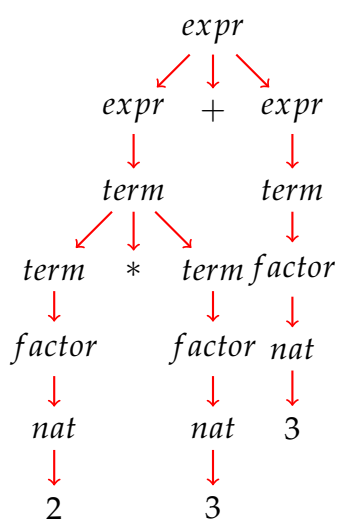 expr
expr + expr
term term
term * term factor
factor factor nat
nat nat 3
2 3